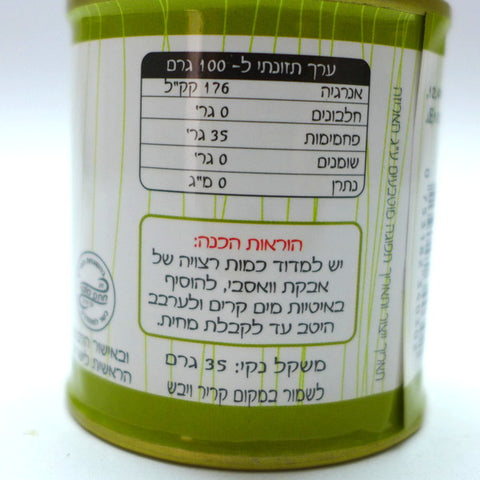 ערך תזונתי ל- 100 גרם
אנרגיה 176 קק"ל
חלבונים 0 גר'
פחמימות 35 גר'
שומנים 0 גר'
נתרן 0 מ"ג
הוראות הכנה:
יש למדוד כמות רצויה של
אבקת וואסבי, להוסיף
באיטיות מים קרים ולערבב
היטב עד לקבלת מחית.
משקל נקי: 35 גרם
לשמור במקום קריר ויבש
ובאישור
הראשית